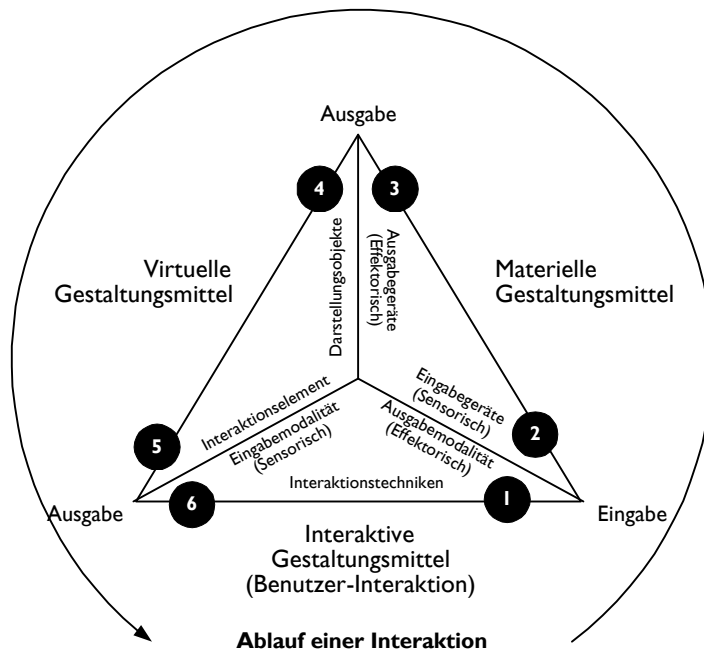 Ausgabe
4
3
Darstellungsobjekte
Ausgabegeräte
(Effektorisch)
Virtuelle
Gestaltungsmittel
Materielle
Gestaltungsmittel
Interaktionselement
Eingabemodalität
(Sensorisch)
Eingabegeräte
(Sensorisch)
Ausgabemodalität
(Effektorisch)
5
2
Interaktionstechniken
Ausgabe
6
1
Eingabe
Interaktive
Gestaltungsmittel
(Benutzer-Interaktion)
Ablauf einer Interaktion